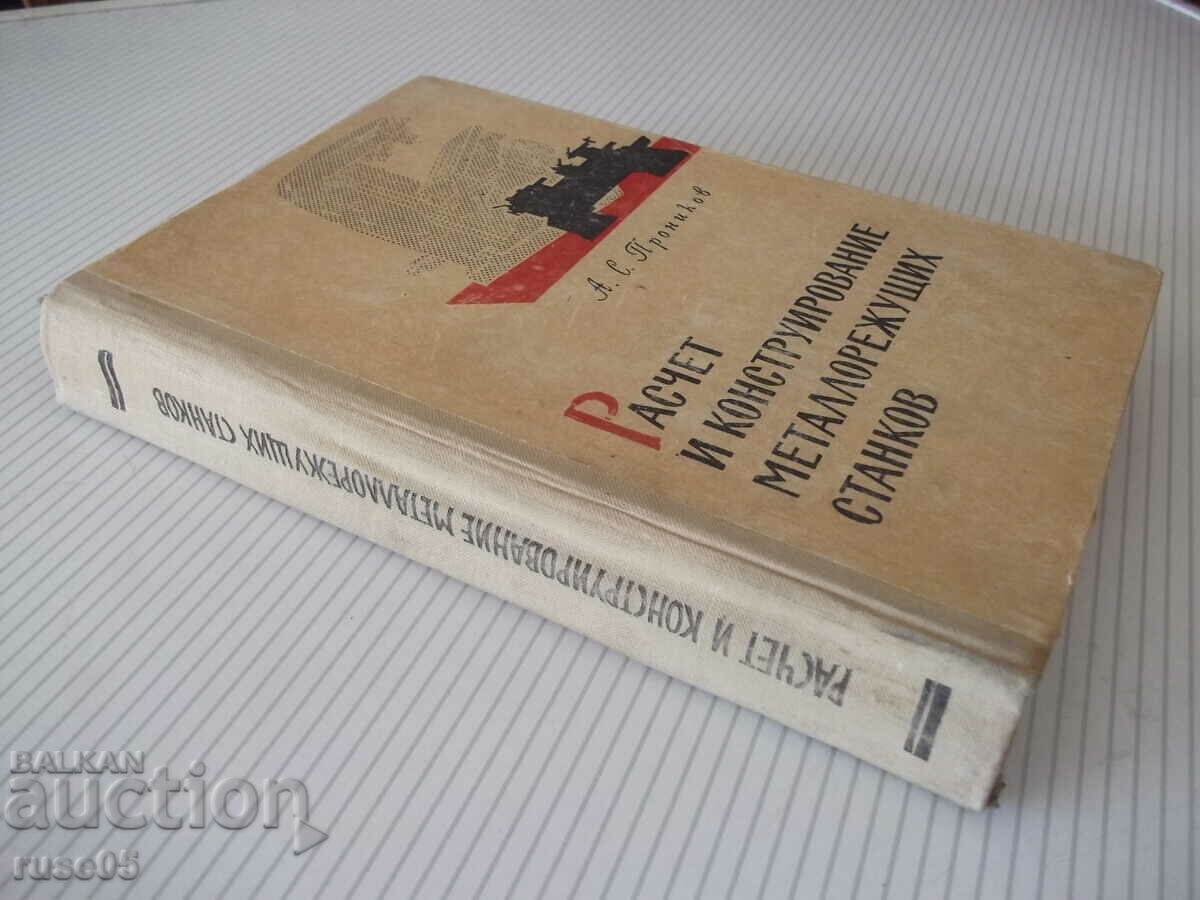 А. С. Проников
РАСЧЕТ
И КОНСТРУИРОВАНИЕ
МЕТАЛЛОРЕЖУЩИХ
СТАНКОВ
РАСЧЕТ И КОНСТРУИРОВАНИЕ МЕТАЛЛОРЕЖУЩИХ СТАНКОВ
BALKAN
auction
ruse05